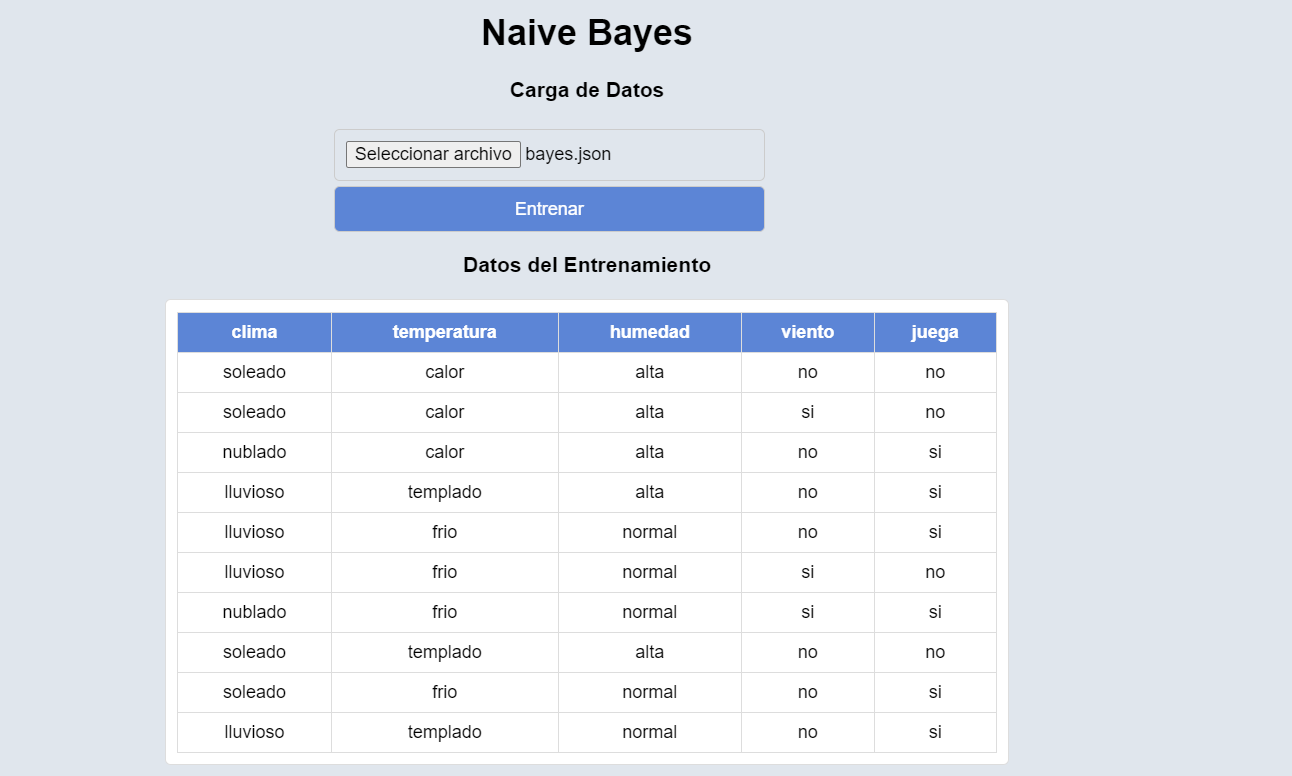 Naive Bayes
Carga de Datos
Seleccionar archivo bayes.json
Entrenar
Datos del Entrenamiento
clima temperatura humedad viento juega
soleado calor alta no no
soleado calor alta si no
nublado calor alta no si
lluvioso templado alta no si
lluvioso frio normal no si
lluvioso frio normal si no
nublado frio normal si si
soleado templado alta no no
soleado frio normal no si
lluvioso templado normal no si